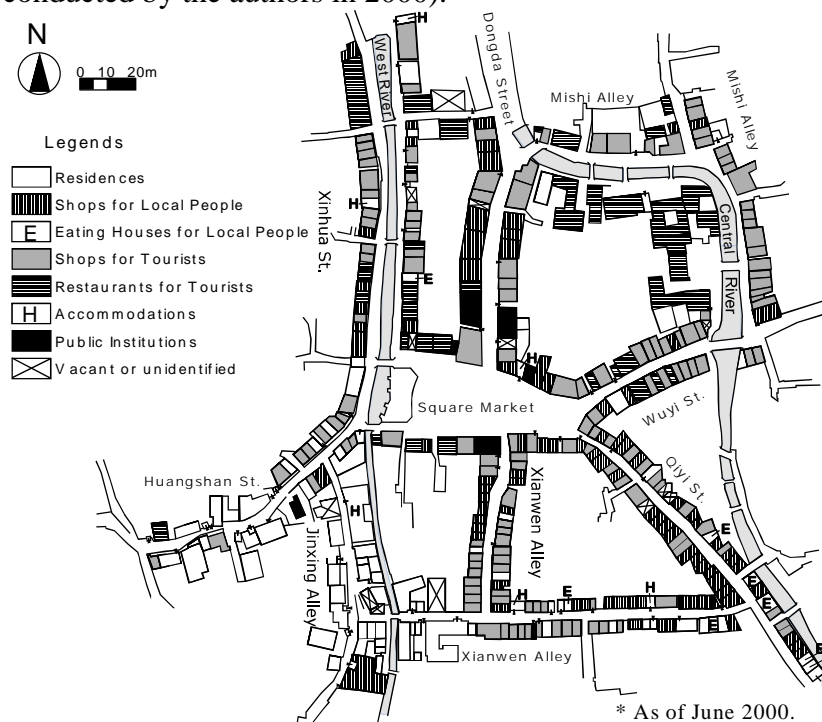 conducted by the authors in 2000).
N
0 10 20m
Legends
Residences
Shops for Local People
E Eating Houses for Local People
Shops for Tourists
Restaurants for Tourists
H Accommodations
Public Institutions
Vacant or unidentified
H
West River
Dongda Street
Mishi Alley
Mishi Alley
Xinhua St.
H
Central
River
E
H
Square Market
Wuyi St.
Qiyi St.
Huangshan St.
H
Jinxing Alley
Xianwen Alley
E
H
E
H
E
E
E
E
Xianwen Alley
* As of June 2000.